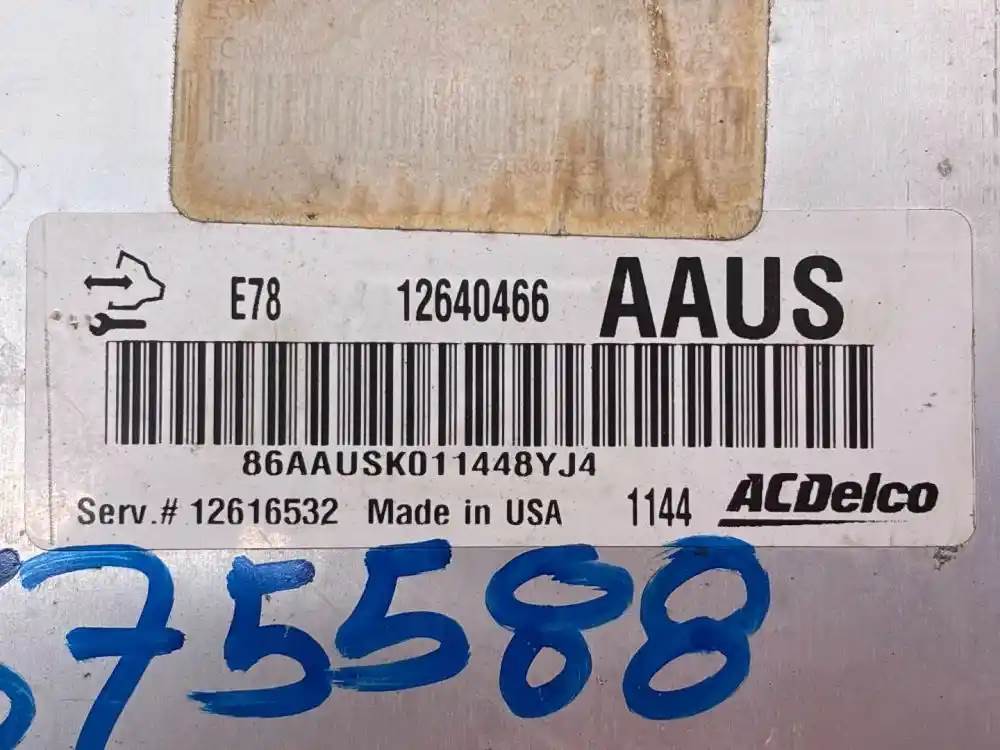 E78 12640466 AAUS
86AAUSK011448YJ4
Serv.# 12616532 Made in USA 1144 ACDelco
75588